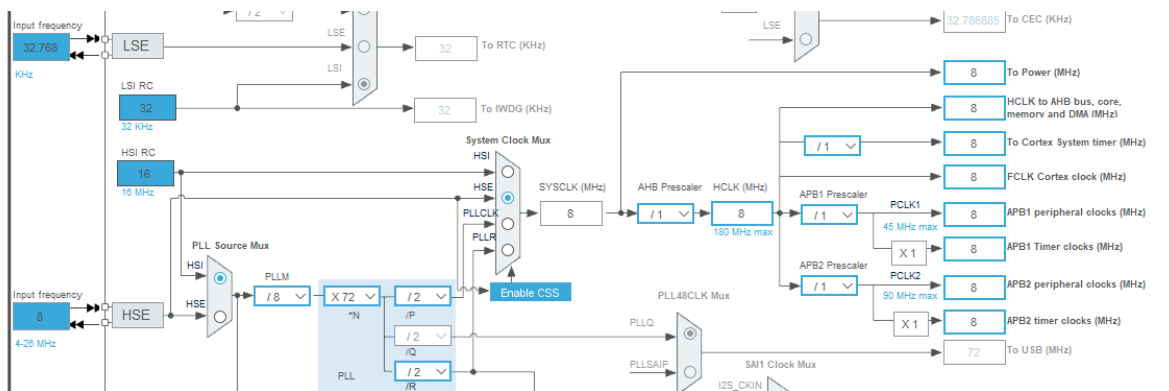 Input frequency
32.768
KHz
LSE
/ 2
LSE
LSI
32
To RTC (KHz)
LSE
32.786885
To CEC (KHz)
LSI RC
32
32 KHz
32
To IWDG (KHz)
HSI RC
16
16 MHz
System Clock Mux
HSI
HSE
PLLCLK
PLLR
SYSCLK (MHz)
8
AHB Prescaler
/ 1
HCLK (MHz)
8
180 MHz max
8
To Power (MHz)
8
HCLK to AHB bus, core,
memory and DMA (MHz)
/ 1
8
To Cortex System timer (MHz)
8
FCLK Cortex clock (MHz)
APB1 Prescaler
/ 1
PCLK1
45 MHz max
8
APB1 peripheral clocks (MHz)
X 1
8
APB1 Timer clocks (MHz)
APB2 Prescaler
/ 1
PCLK2
90 MHz max
8
APB2 peripheral clocks (MHz)
X 1
8
APB2 timer clocks (MHz)
PLL Source Mux
HSI
HSE
Input frequency
8
4-26 MHz
HSE
PLLM
/ 8
X 72
*N
/ 2
/P
/ 2
/Q
/ 2
/R
PLL
Enable CSS
PLL48CLK Mux
PLLQ
PLLSAIP
72
To USB (MHz)
SAI1 Clock Mux
I2S_CKIN